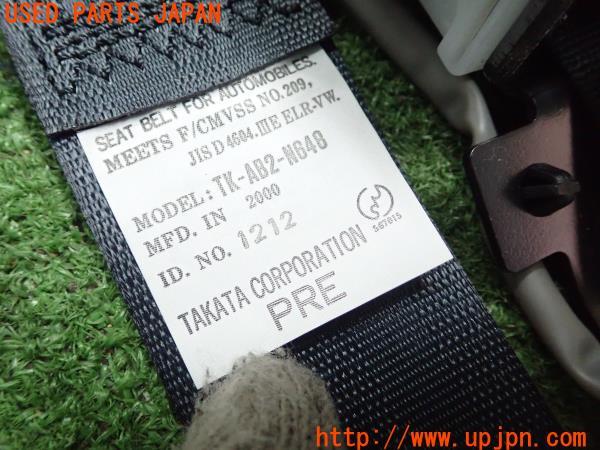 USED PARTS JAPAN
SEAT BELT FOR AUTOMOBILES.
MEETS F/CMVSS NO.209,
JIS D 4604. ⅢE ELR-VW.
MODEL: TK-AB2-N648
MFD. IN 2000
ID. NO. 1212
567815
TAKATA CORPORATION
PRE
http://www.upjpn.com/